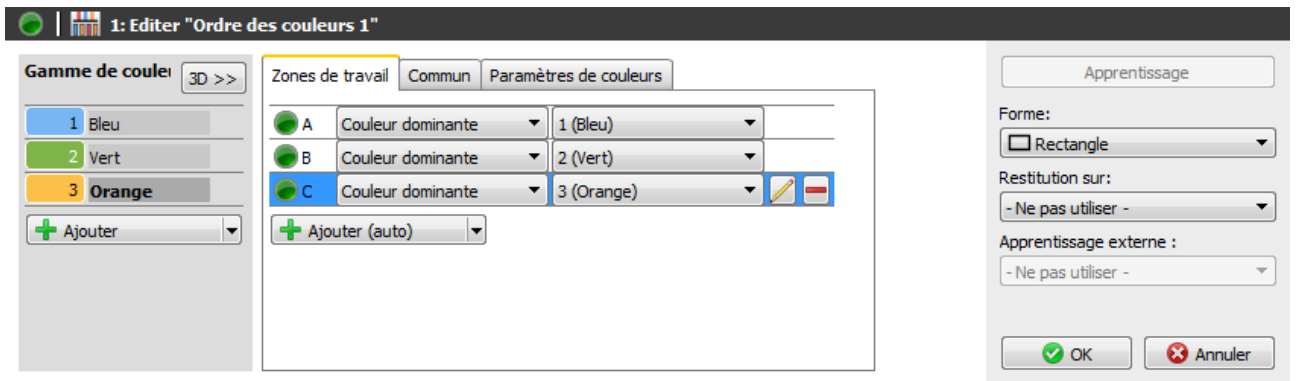 1: Editer "Ordre des couleurs 1"
Gamme de coule
3D >>
1 Bleu
2 Vert
3 Orange
Ajouter
Zones de travail Commun Paramètres de couleurs
A Couleur dominante 1 (Bleu)
B Couleur dominante 2 (Vert)
C Couleur dominante 3 (Orange)
Ajouter (auto)
Apprentissage
Forme:
Rectangle
Restitution sur:
- Ne pas utiliser -
Apprentissage externe :
- Ne pas utiliser -
OK Annuler